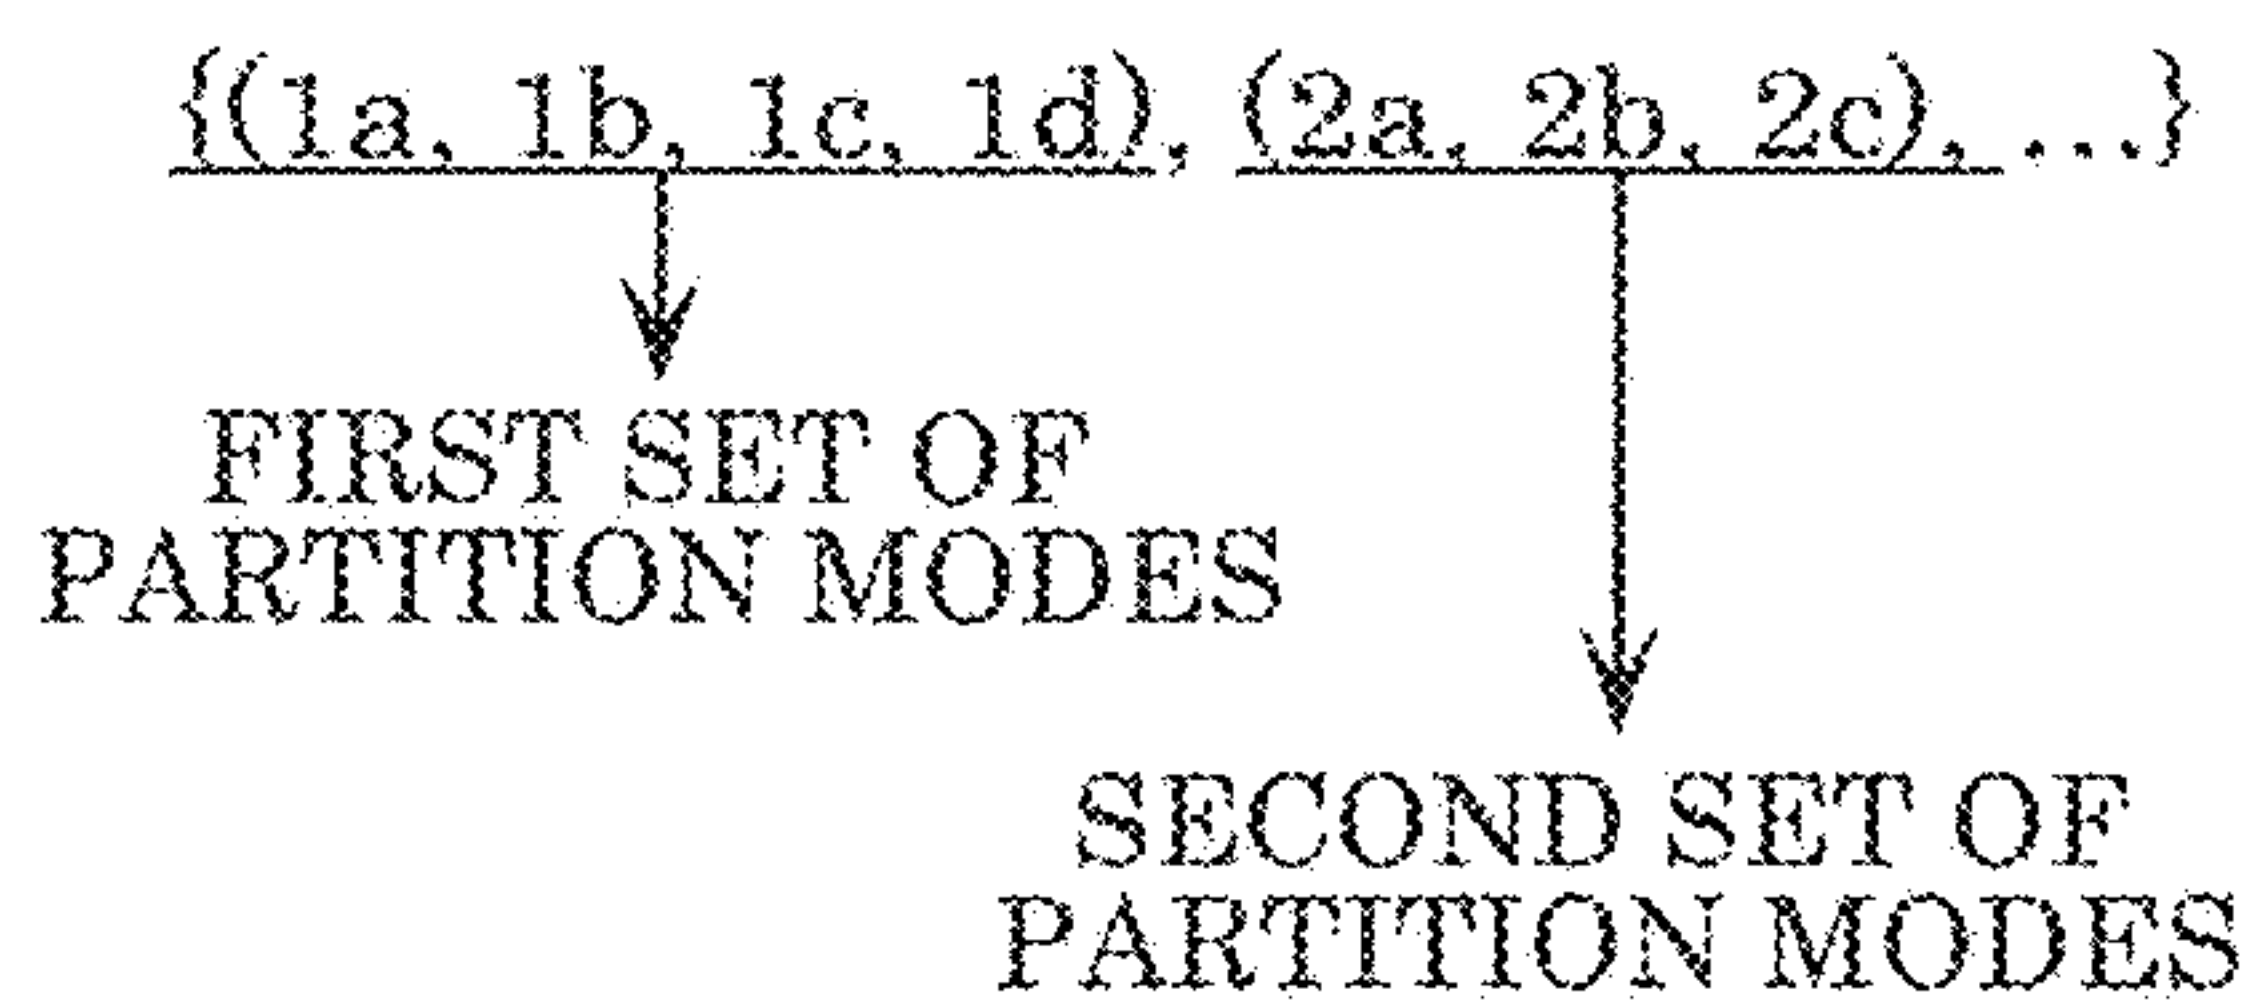 {(1a, 1b, 1c, 1d), (2a, 2b, 2c), ...}
FIRST SET OF
PARTITION MODES
SECOND SET OF
PARTITION MODES